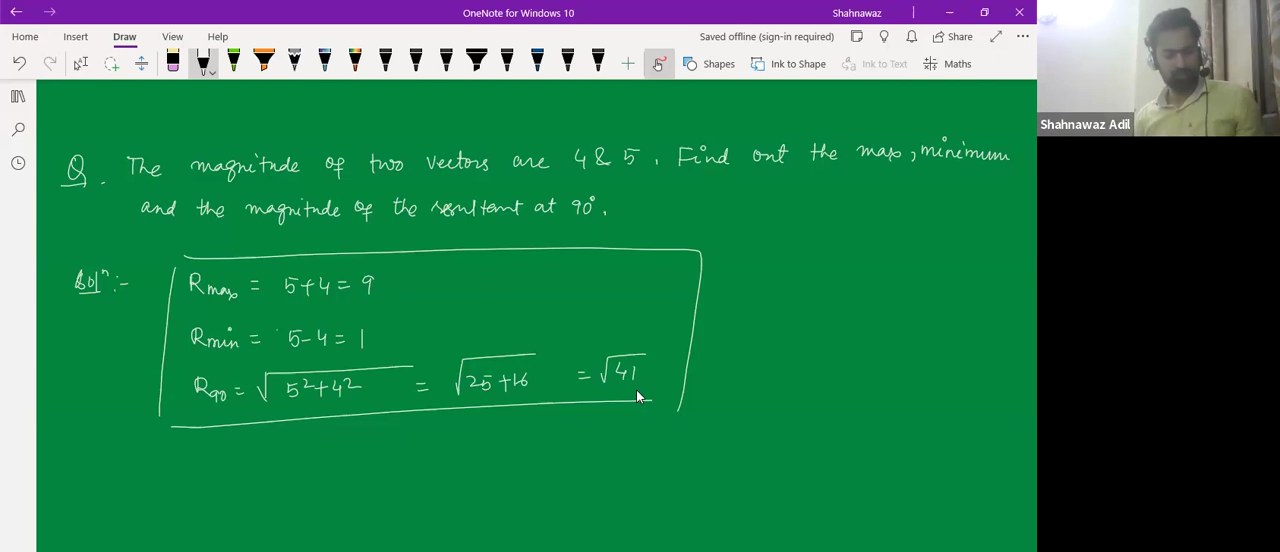 OneNote for Windows 10
Shahnawaz
Home Insert Draw View Help
Saved offline (sign in required)
Share
Shapes
Ink to Shape
Ink to Text
Maths
Shahnawaz Adil
Q. The magnitude of two vectors are 4 & 5. Find out the max, minimum
and the magnitude of the resultant at 90°.
Solⁿ :-
Rmax = 5+4 = 9
Rmin = 5-4 = 1
R90 = √5²+4² = √25+16 = √41